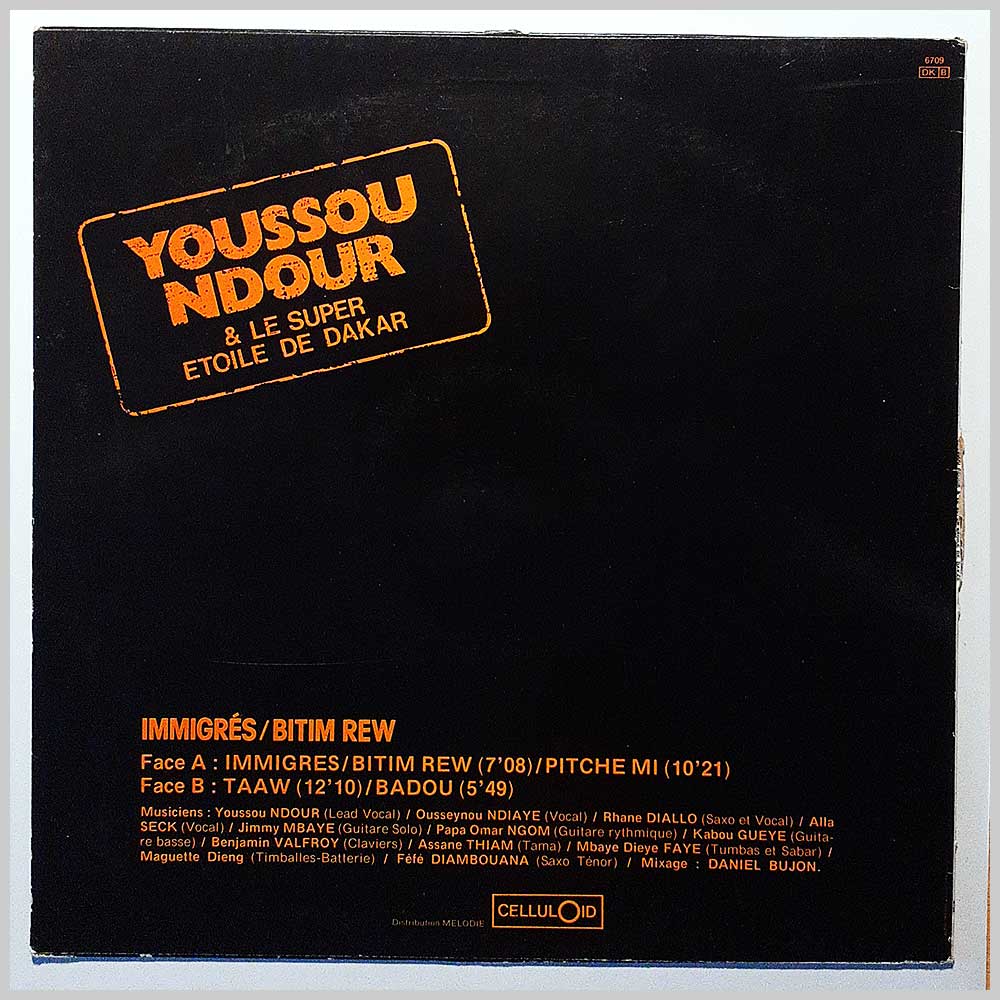 6709
DK B
YOUSSOU
NDOUR
& LE SUPER
ETOILE DE DAKAR
IMMIGRÉS/BITIM REW
Face A : IMMIGRES/BITIM REW (7'08)/PITCHE MI (10'21)
Face B : TAAW (12'10)/BADOU (5'49)
Musiciens : Youssou NDOUR (Lead Vocal) / Ousseynou NDIAYE (Vocal) / Rhane DIALLO (Saxo et Vocal) / Alla
SECK (Vocal) / Jimmy MBAYE (Guitare Solo) / Papa Omar NGOM (Guitare rythmique) / Kabou GUEYE (Guita-
re basse) / Benjamin VALFROY (Claviers) / Assane THIAM (Tama) / Mbaye Dieye FAYE (Tumbas et Sabar) /
Maguette Dieng (Timballes-Batterie) / Féfé DIAMBOUANA (Saxo Ténor) / Mixage : DANIEL BUJON.
Distribution MELODIE
CELLULOID